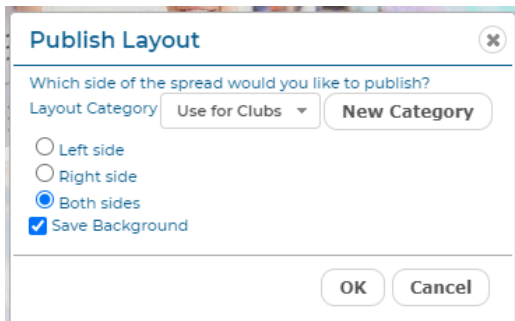 Publish Layout
Which side of the spread would you like to publish?
Layout Category Use for Clubs New Category
Left side
Right side
Both sides
Save Background
OK Cancel